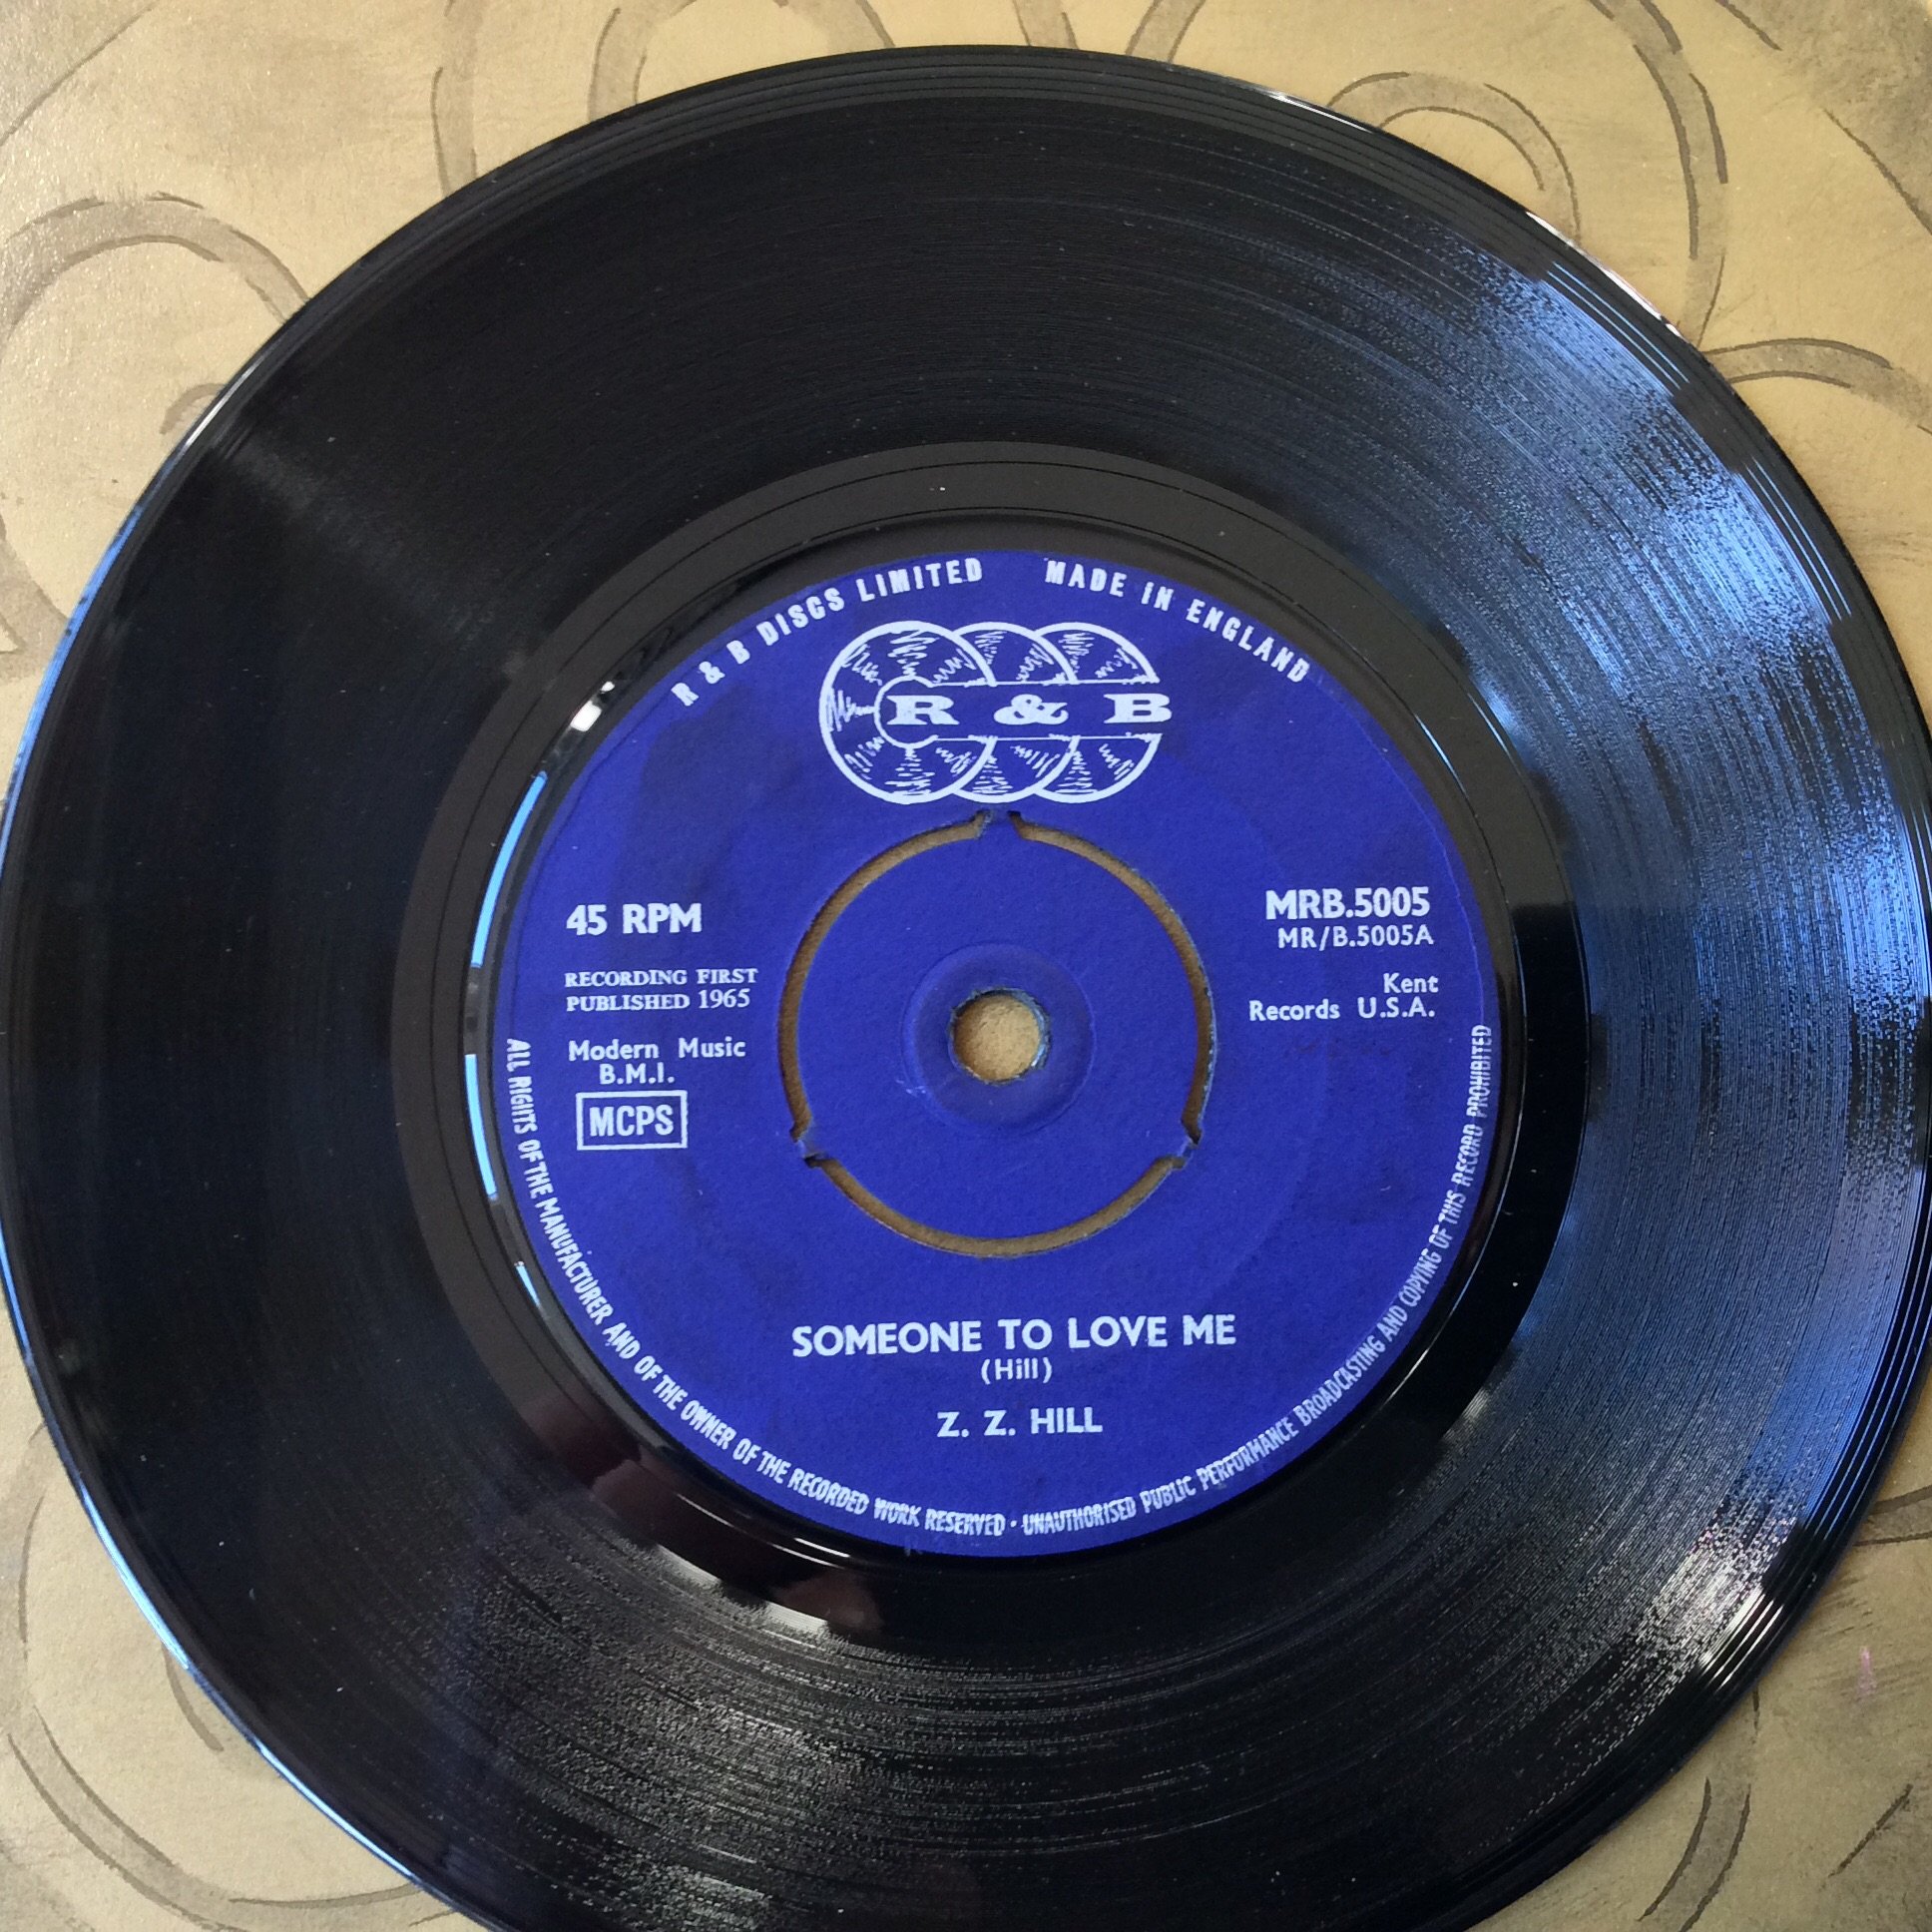 R & B DISCS LIMITED MADE IN ENGLAND
R & B
45 RPM
MRB.5005
MR/B.5005A
RECORDING FIRST
PUBLISHED 1965
Kent
Records U.S.A.
Modern Music
B.M.I.
MCPS
SOMEONE TO LOVE ME
(Hill)
Z. Z. HILL
ALL RIGHTS OF THE MANUFACTURER AND OF THE OWNER OF THE RECORDED WORK RESERVED · UNAUTHORISED PUBLIC PERFORMANCE BROADCASTING AND COPYING OF THIS RECORD PROHIBITED